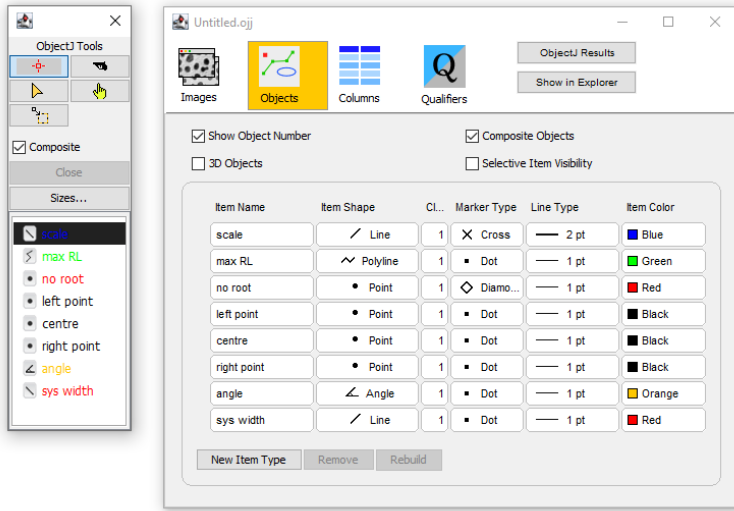 ObjectJ Tools
Composite
Close
Sizes...
scale
max RL
no root
left point
centre
right point
angle
sys width
Untitled.ojj
Images
Objects
Columns
Q
Qualifiers
ObjectJ Results
Show in Explorer
Show Object Number
Composite Objects
3D Objects
Selective Item Visibility
Item Name Item Shape Cl... Marker Type Line Type Item Color
scale Line 1 Cross 2 pt Blue
max RL Polyline 1 Dot 1 pt Green
no root Point 1 Diamo... 1 pt Red
left point Point 1 Dot 1 pt Black
centre Point 1 Dot 1 pt Black
right point Point 1 Dot 1 pt Black
angle Angle 1 Dot 1 pt Orange
sys width Line 1 Dot 1 pt Red
New Item Type Remove Rebuild